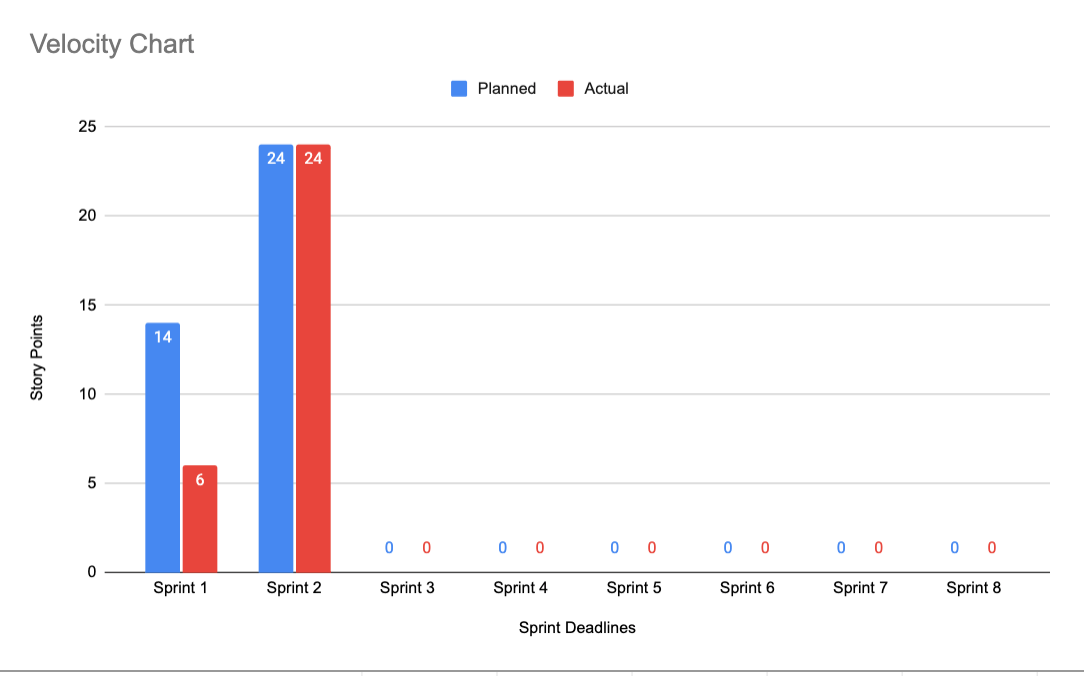 Velocity Chart
Planned Actual
25
24 24
20
15
14
Story Points
10
6
5
0 0 0 0 0 0 0 0 0 0 0 0
0
Sprint 1 Sprint 2 Sprint 3 Sprint 4 Sprint 5 Sprint 6 Sprint 7 Sprint 8
Sprint Deadlines